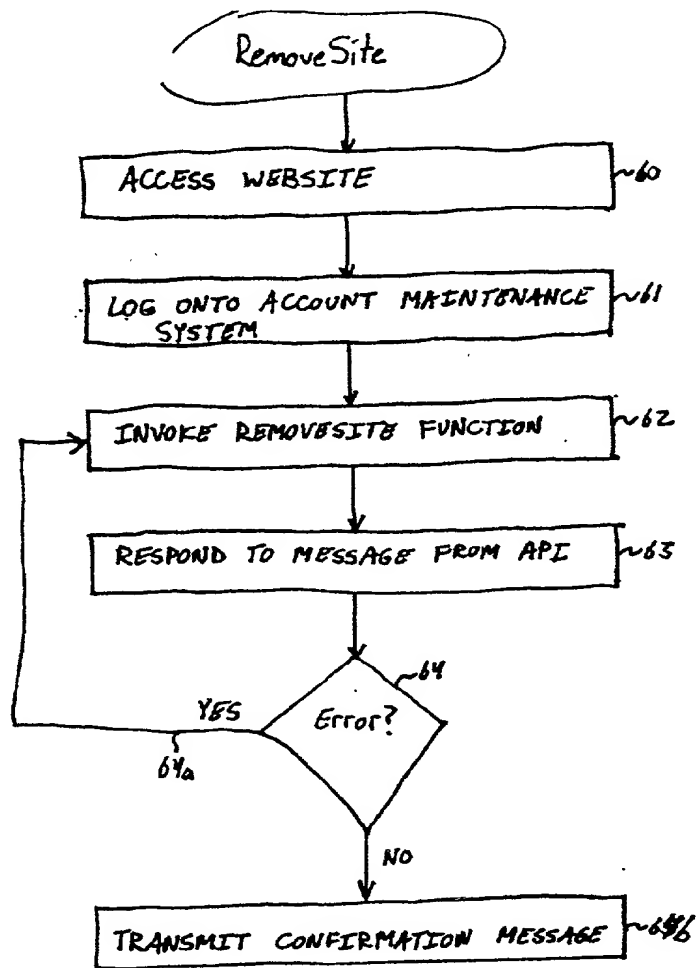 RemoveSite
ACCESS WEBSITE
60
LOG ONTO ACCOUNT MAINTENANCE
SYSTEM
61
INVOKE REMOVESITE FUNCTION
62
RESPOND TO MESSAGE FROM API
63
64
Error?
YES
64a
NO
TRANSMIT CONFIRMATION MESSAGE